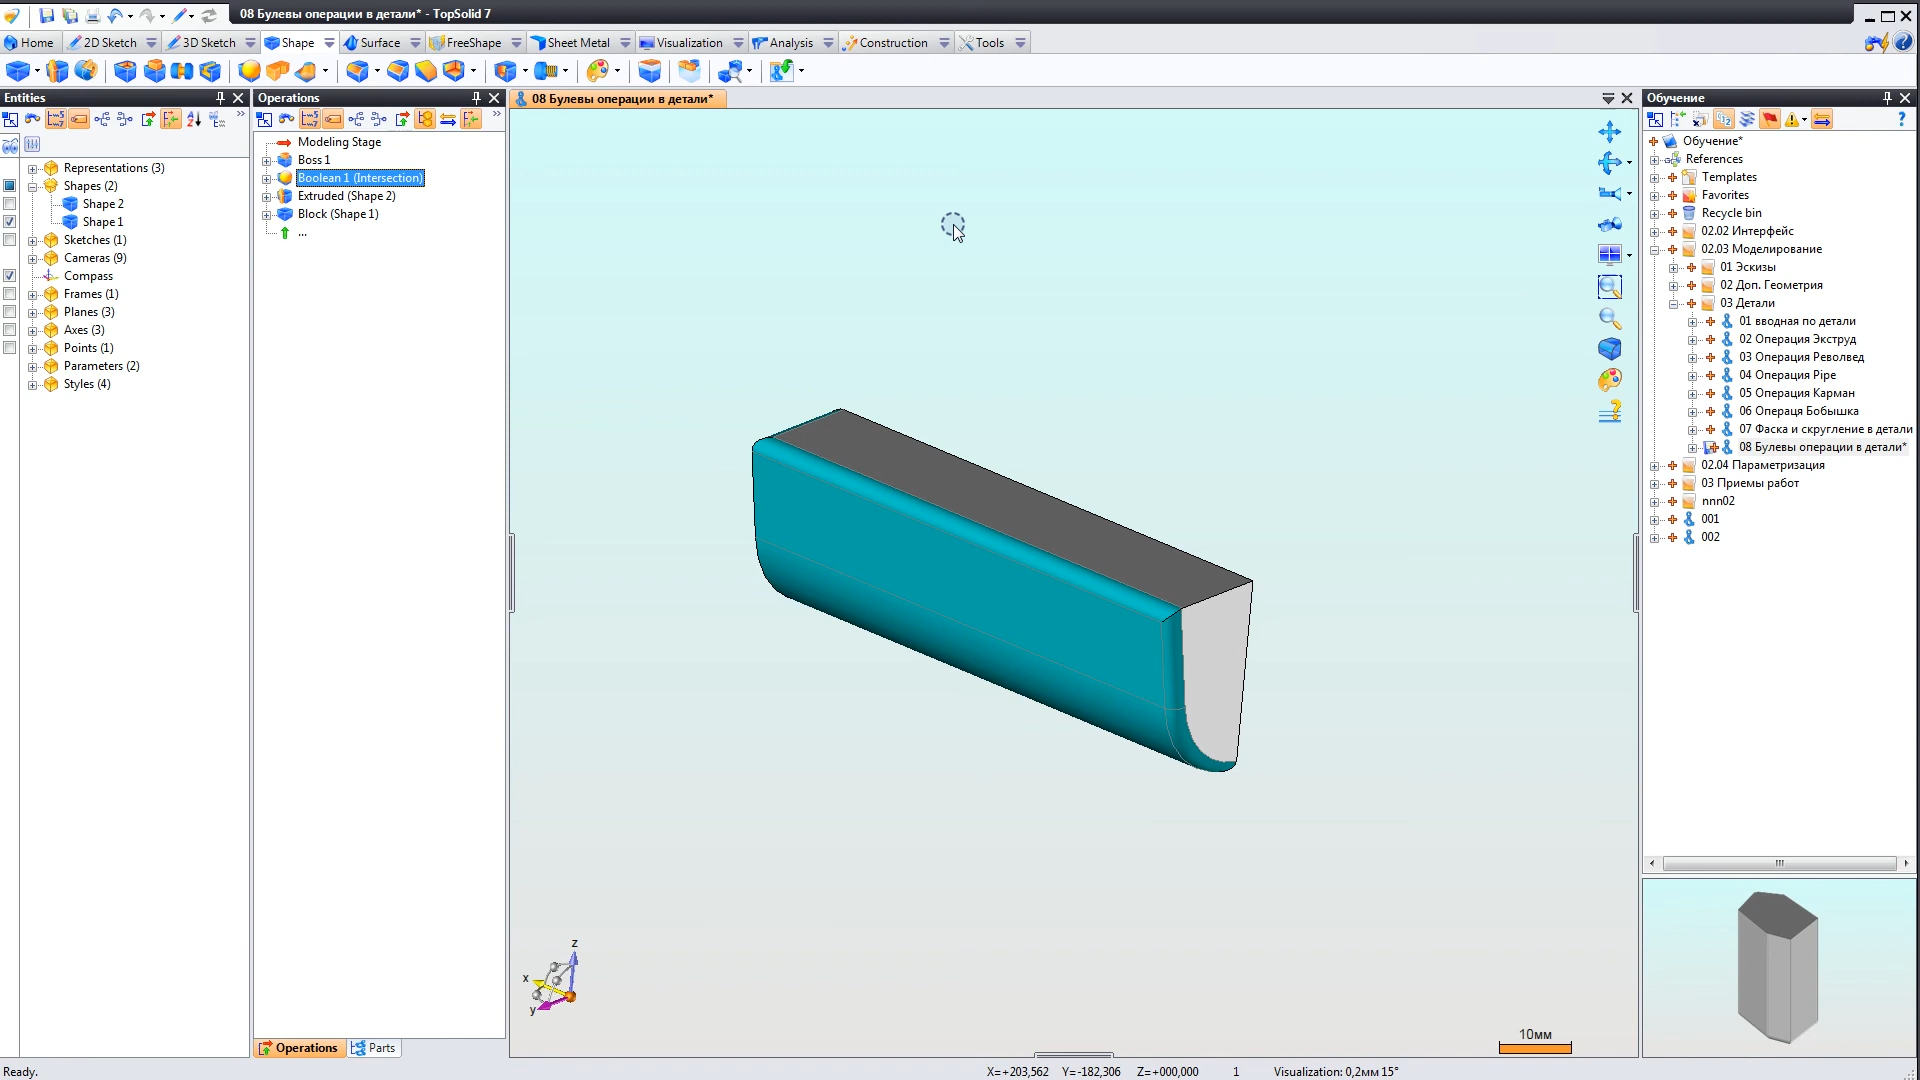 08 Булевы операции в детали* - TopSolid 7
Home
2D Sketch
3D Sketch
Shape
Surface
FreeShape
Sheet Metal
Visualization
Analysis
Construction
Tools
Entities
Representations (3)
Shapes (2)
Shape 2
Shape 1
Sketches (1)
Cameras (9)
Compass
Frames (1)
Planes (3)
Axes (3)
Points (1)
Parameters (2)
Styles (4)
Operations
Modeling Stage
Boss 1
Boolean 1 (Intersection)
Extruded (Shape 2)
Block (Shape 1)
...
Operations
Parts
08 Булевы операции в детали*
z
x
y
10мм
Обучение
Обучение*
References
Templates
Favorites
Recycle bin
02.02 Интерфейс
02.03 Моделирование
01 Эскизы
02 Доп. Геометрия
03 Детали
01 вводная по детали
02 Операция Экструд
03 Операция Револвед
04 Операция Pipe
05 Операция Карман
06 Операця Бобышка
07 Фаска и скругление в детали
08 Булевы операции в детали*
02.04 Параметризация
03 Приемы работ
nnn02
001
002
Ready.
X=+203,562 Y=-182,306 Z=+000,000 1 Visualization: 0,2мм 15°